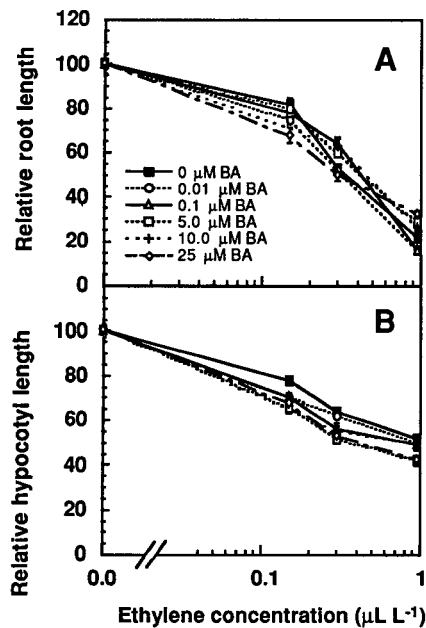 120
100
80
60
40
20
0
Relative root length
A
0 µM BA
0.01 µM BA
0.1 µM BA
5.0 µM BA
10.0 µM BA
25 µM BA
100
80
60
40
20
0
Relative hypocotyl length
B
0.0
0.1
1
Ethylene concentration (µL L-1)